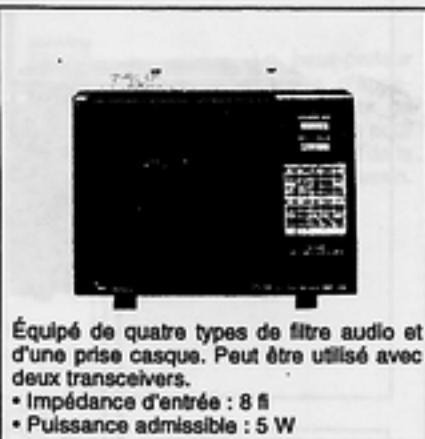 Équipé de quatre types de filtre audio et
d'une prise casque. Peut être utilisé avec
deux transceivers.
• Impédance d'entrée : 8 fi
• Puissance admissible : 5 W